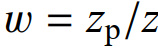 w = z_p/z